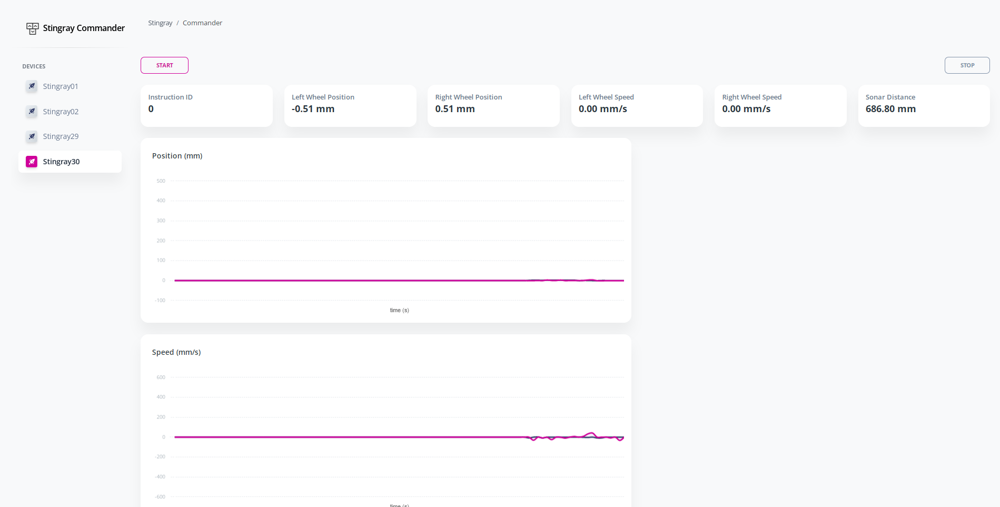 Stingray Commander
Stingray / Commander
DEVICES
Stingray01
Stingray02
Stingray29
Stingray30
START
STOP
Instruction ID
0
Left Wheel Position
-0.51 mm
Right Wheel Position
0.51 mm
Left Wheel Speed
0.00 mm/s
Right Wheel Speed
0.00 mm/s
Sonar Distance
686.80 mm
Position (mm)
500
400
300
200
100
0
-100
time (s)
Speed (mm/s)
600
400
200
0
-200
-400
-600
time (s)